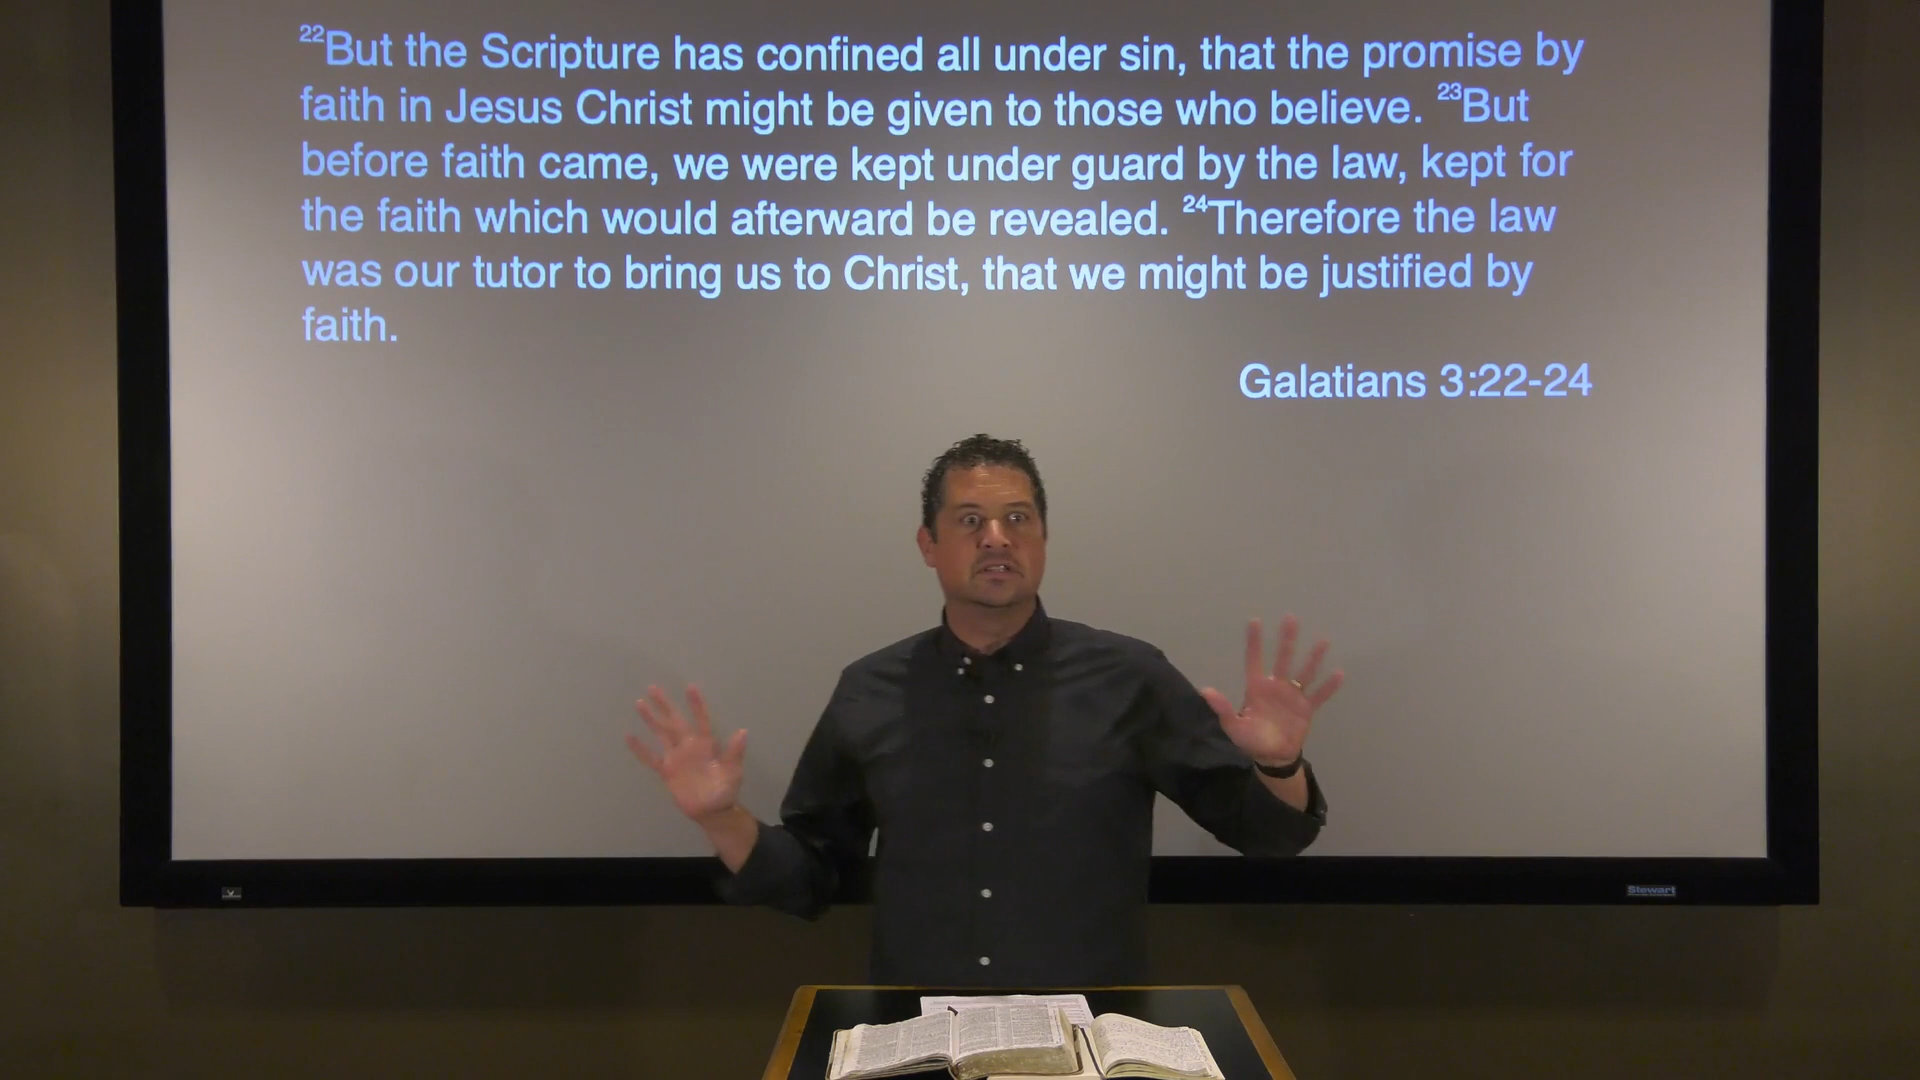 ²²But the Scripture has confined all under sin, that the promise by
faith in Jesus Christ might be given to those who believe. ²³But
before faith came, we were kept under guard by the law, kept for
the faith which would afterward be revealed. ²⁴Therefore the law
was our tutor to bring us to Christ, that we might be justified by
faith.
Galatians 3:22-24
Stewart